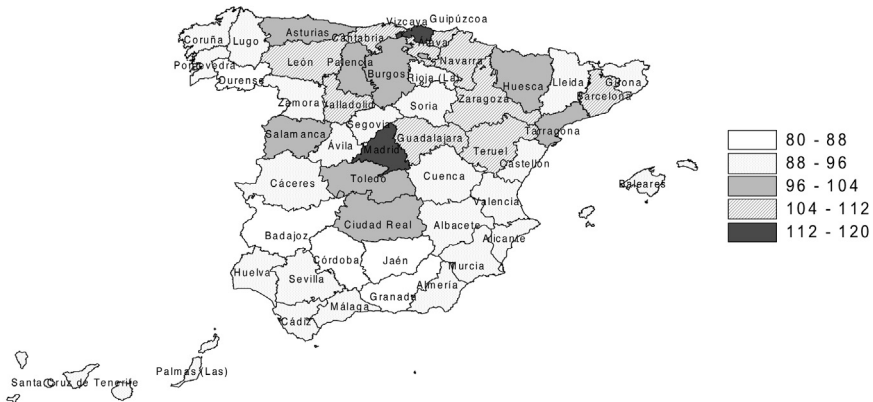 Vizcaya Guipúzcoa
Coruña Lugo Asturias Cantabria Álava
Pontevedra León Palencia Burgos Navarra
Ourense Rioja (La) Huesca Lleida Girona
Zamora Valladolid Soria Zaragoza Barcelona
Segovia Tarragona
Salamanca Ávila Madrid Guadalajara Teruel
Castellón
Cáceres Toledo Cuenca Baleares
Valencia
Badajoz Ciudad Real Albacete
Alicante
Córdoba Jaén Murcia
Huelva Sevilla Almería
Granada
Málaga
Cádiz
Santa Cruz de Tenerife Palmas (Las)
80 - 88
88 - 96
96 - 104
104 - 112
112 - 120